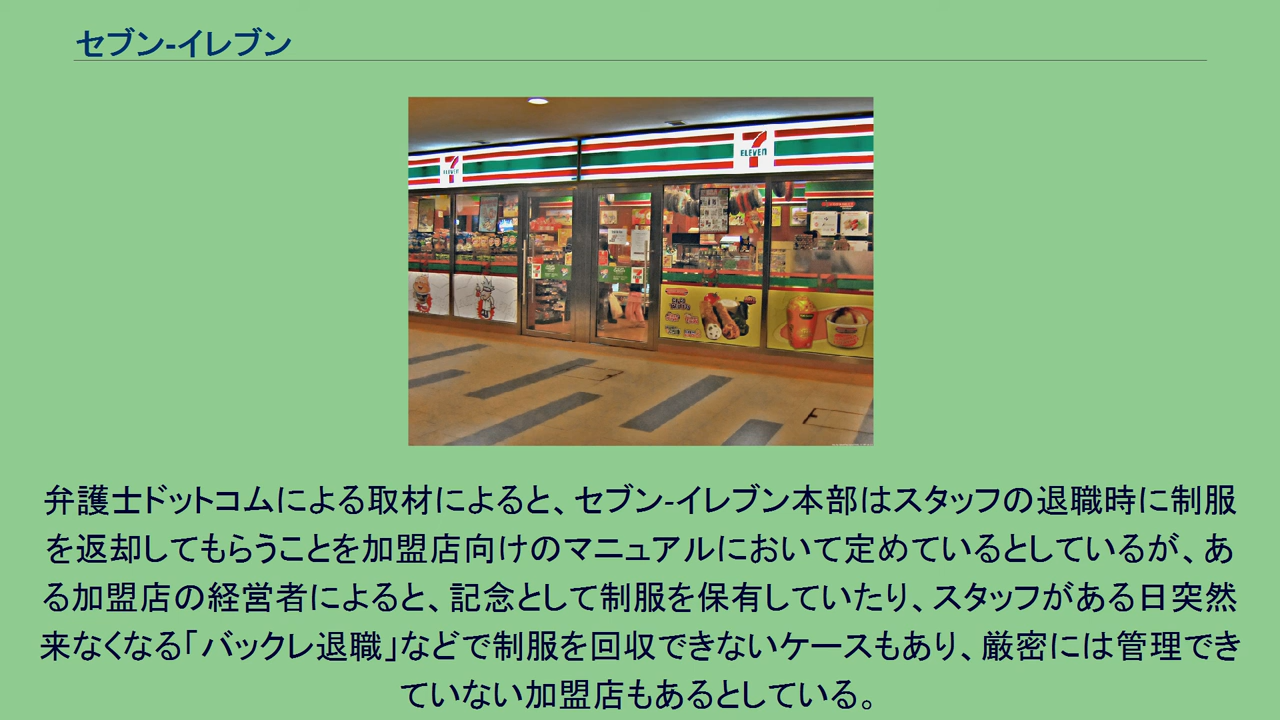 セブン-イレブン
7
ELEVEN
7
ELEVEN
弁護士ドットコムによる取材によると、セブン-イレブン本部はスタッフの退職時に制服
を返却してもらうことを加盟店向けのマニュアルにおいて定めているとしているが、あ
る加盟店の経営者によると、記念として制服を保有していたり、スタッフがある日突然
来なくなる「バックレ退職」などで制服を回収できないケースもあり、厳密には管理でき
ていない加盟店もあるとしている。